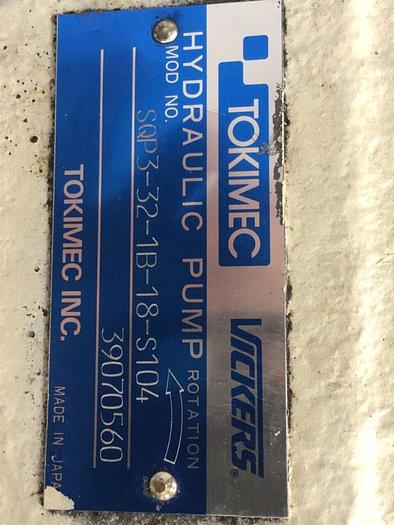 TOKIMEC VICKERS®
HYDRAULIC PUMP ROTATION
MOD NO.
SQP3-32-1B-18-S104
39070560
TOKIMEC INC. MADE IN JAPAN